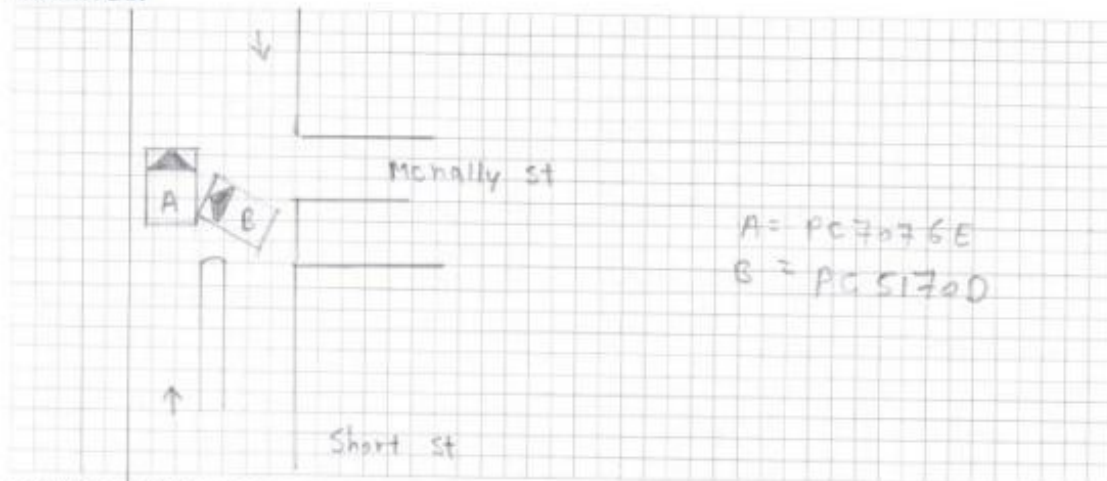 Mcnally st
A
B
A = PC7076E
B = PC5170D
Short st